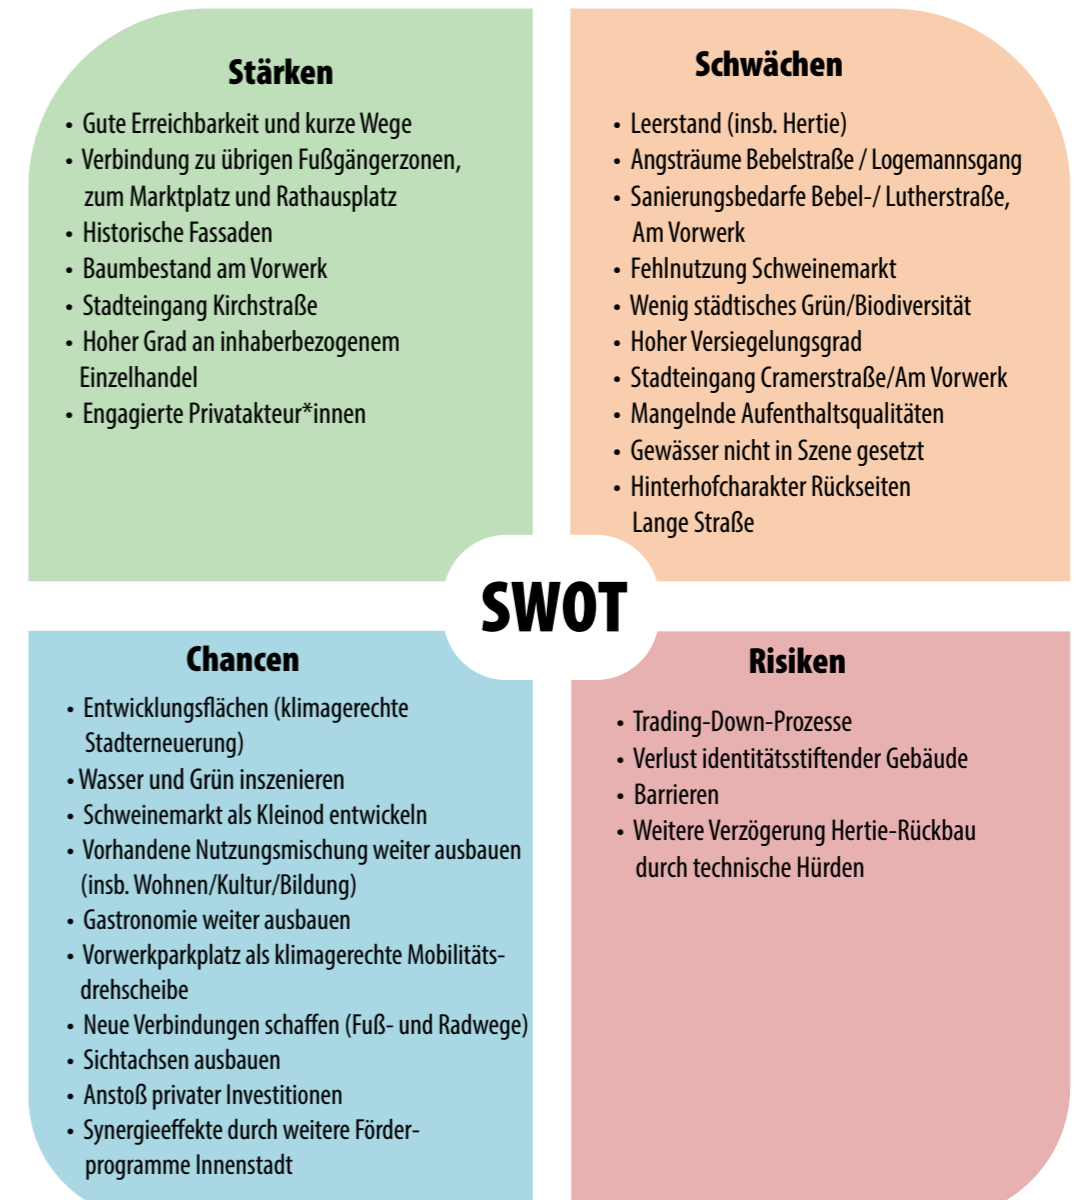 Stärken
• Gute Erreichbarkeit und kurze Wege
• Verbindung zu übrigen Fußgängerzonen,
zum Marktplatz und Rathausplatz
• Historische Fassaden
• Baumbestand am Vorwerk
• Stadteingang Kirchstraße
• Hoher Grad an inhaberbezogenem
Einzelhandel
• Engagierte Privatakteur*innen
Schwächen
• Leerstand (insb. Hertie)
• Angsträume Bebelstraße / Logemannsgang
• Sanierungsbedarfe Bebel-/ Lutherstraße,
Am Vorwerk
• Fehlnutzung Schweinemarkt
• Wenig städtisches Grün/Biodiversität
• Hoher Versiegelungsgrad
• Stadteingang Cramerstraße/Am Vorwerk
• Mangelnde Aufenthaltsqualitäten
• Gewässer nicht in Szene gesetzt
• Hinterhofcharakter Rückseiten
Lange Straße
SWOT
Chancen
• Entwicklungsflächen (klimagerechte
Stadterneuerung)
• Wasser und Grün inszenieren
• Schweinemarkt als Kleinod entwickeln
• Vorhandene Nutzungsmischung weiter ausbauen
(insb. Wohnen/Kultur/Bildung)
• Gastronomie weiter ausbauen
• Vorwerkparkplatz als klimagerechte Mobilitäts-
drehscheibe
• Neue Verbindungen schaffen (Fuß- und Radwege)
• Sichtachsen ausbauen
• Anstoß privater Investitionen
• Synergieeffekte durch weitere Förder-
programme Innenstadt
Risiken
• Trading-Down-Prozesse
• Verlust identitätsstiftender Gebäude
• Barrieren
• Weitere Verzögerung Hertie-Rückbau
durch technische Hürden